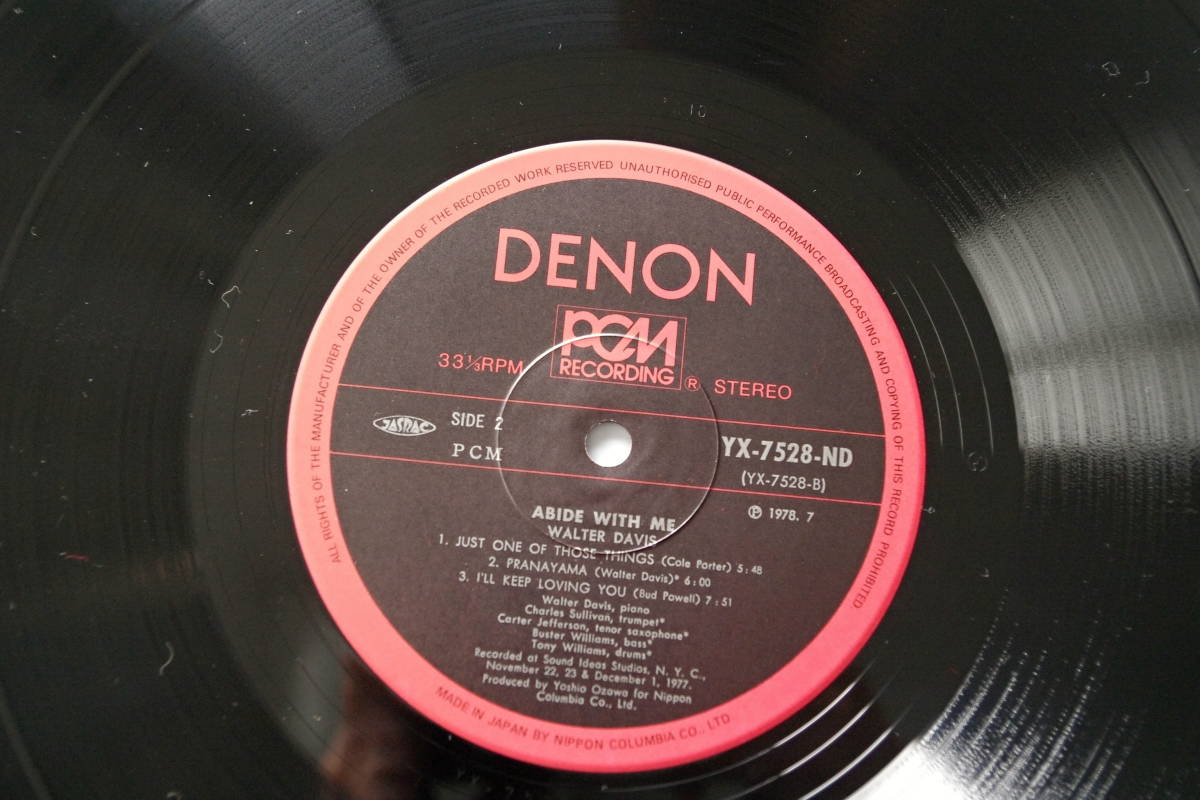 ALL RIGHTS OF THE MANUFACTURER AND OF THE OWNER OF THE RECORDED WORK RESERVED UNAUTHORISED PUBLIC PERFORMANCE BROADCASTING AND COPYING OF THIS RECORD PROHIBITED.
DENON
PCM
RECORDING
33⅓RPM ® STEREO
JASRAC
SIDE 2
PCM
YX-7528-ND
(YX-7528-B)
℗ 1978. 7
ABIDE WITH ME
WALTER DAVIS
1. JUST ONE OF THOSE THINGS (Cole Porter) 5:48
2. PRANAYAMA (Walter Davis)* 6:00
3. I'LL KEEP LOVING YOU (Bud Powell) 7:51
Walter Davis, piano
Charles Sullivan, trumpet*
Carter Jefferson, tenor saxophone*
Buster Williams, bass*
Tony Williams, drums*
Recorded at Sound Ideas Studios, N. Y. C.,
November 22, 23 & December 1, 1977.
Produced by Yoshio Ozawa for Nippon
Columbia Co., Ltd.
MADE IN JAPAN BY NIPPON COLUMBIA CO., LTD